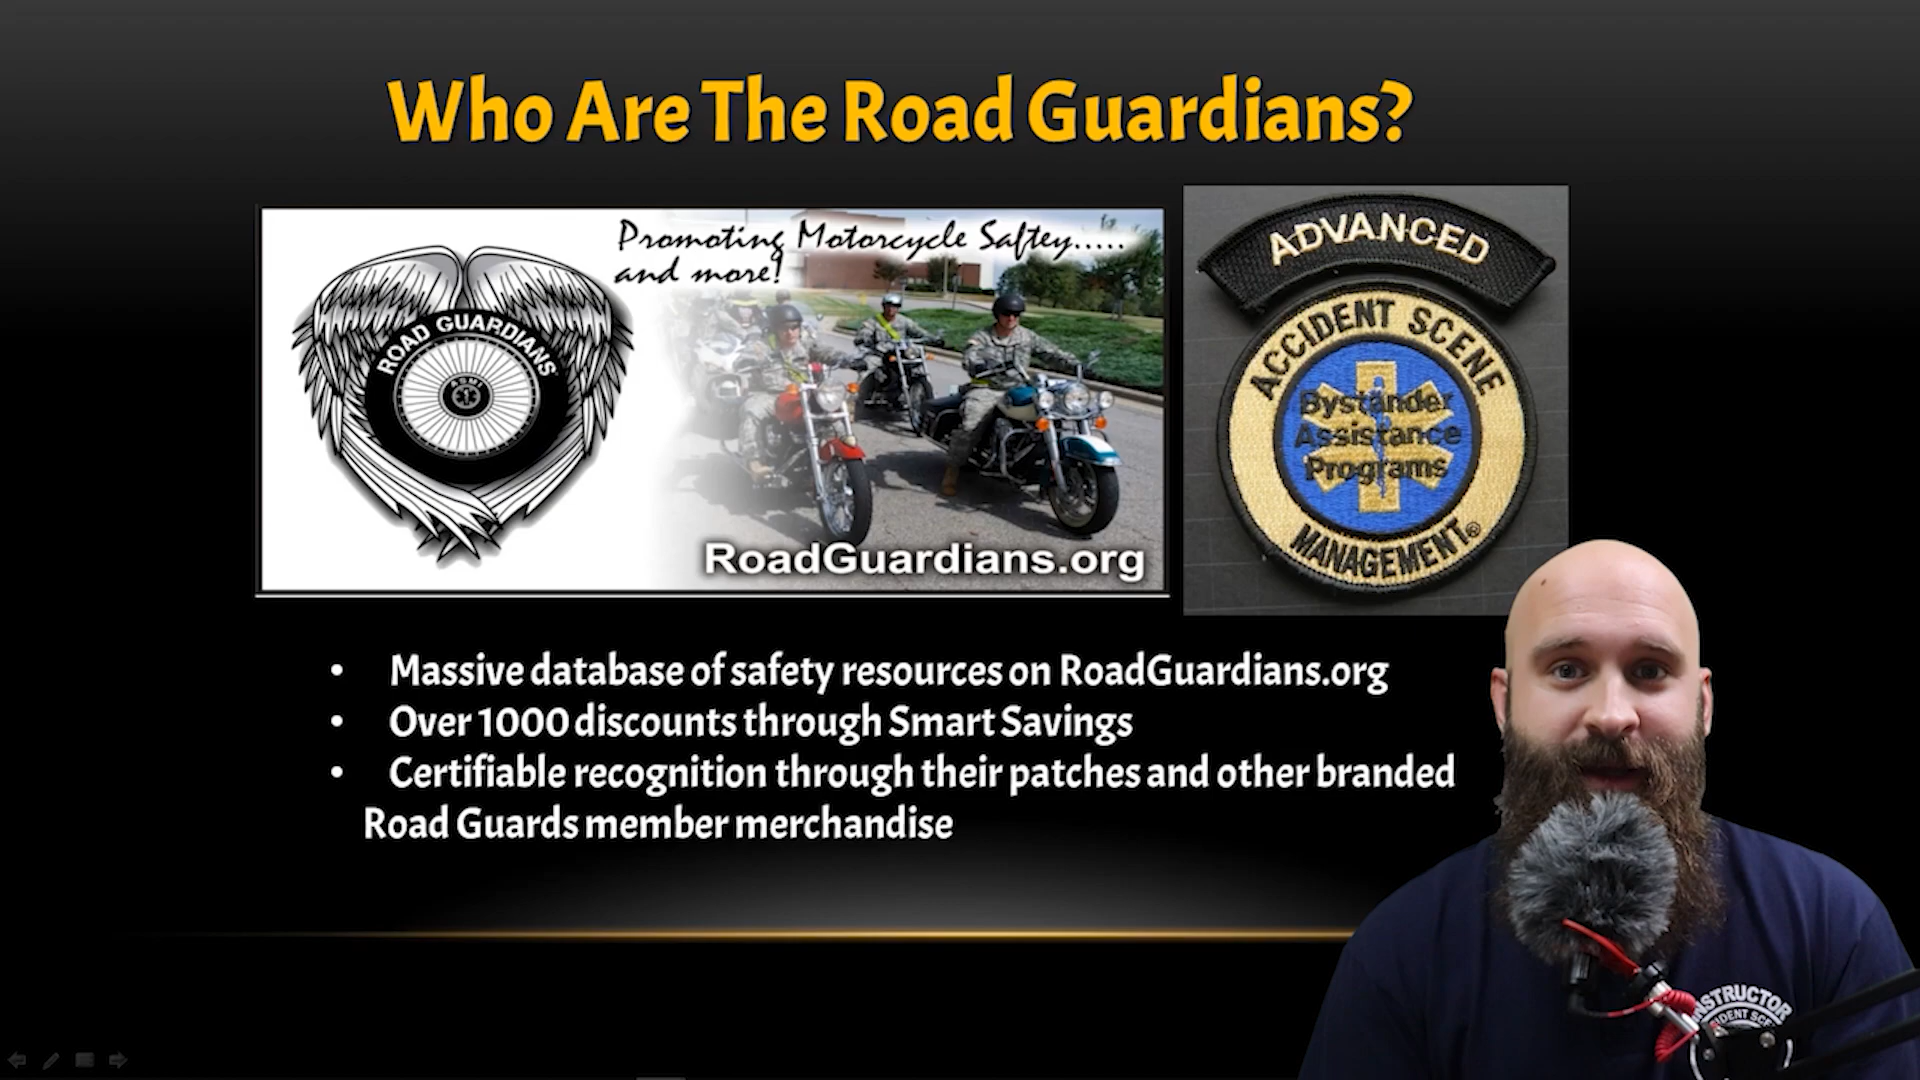 Who Are The Road Guardians?
Promoting Motorcycle Saftey.....
and more!
ROAD GUARDIANS
RoadGuardians.org
ADVANCED
ACCIDENT SCENE
Bystander
Assistance
Programs
MANAGEMENT®
• Massive database of safety resources on RoadGuardians.org
• Over 1000 discounts through Smart Savings
• Certifiable recognition through their patches and other branded
Road Guards member merchandise
INSTRUCTOR